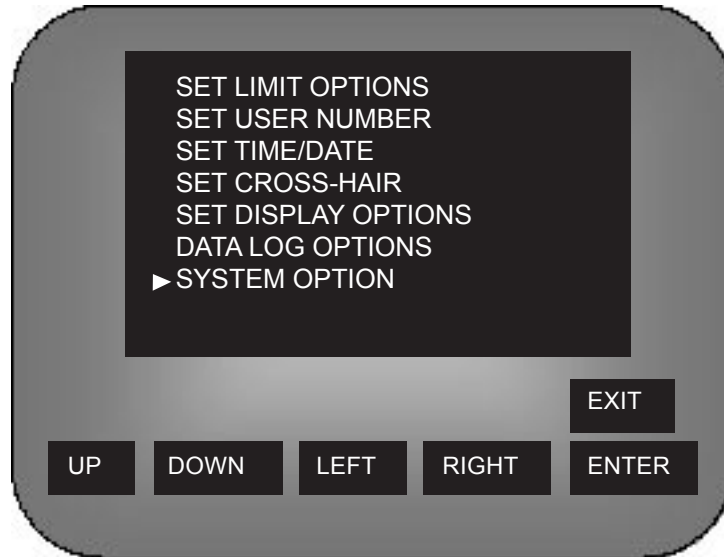 SET LIMIT OPTIONS
SET USER NUMBER
SET TIME/DATE
SET CROSS-HAIR
SET DISPLAY OPTIONS
DATA LOG OPTIONS
►SYSTEM OPTION
EXIT
UP DOWN LEFT RIGHT ENTER